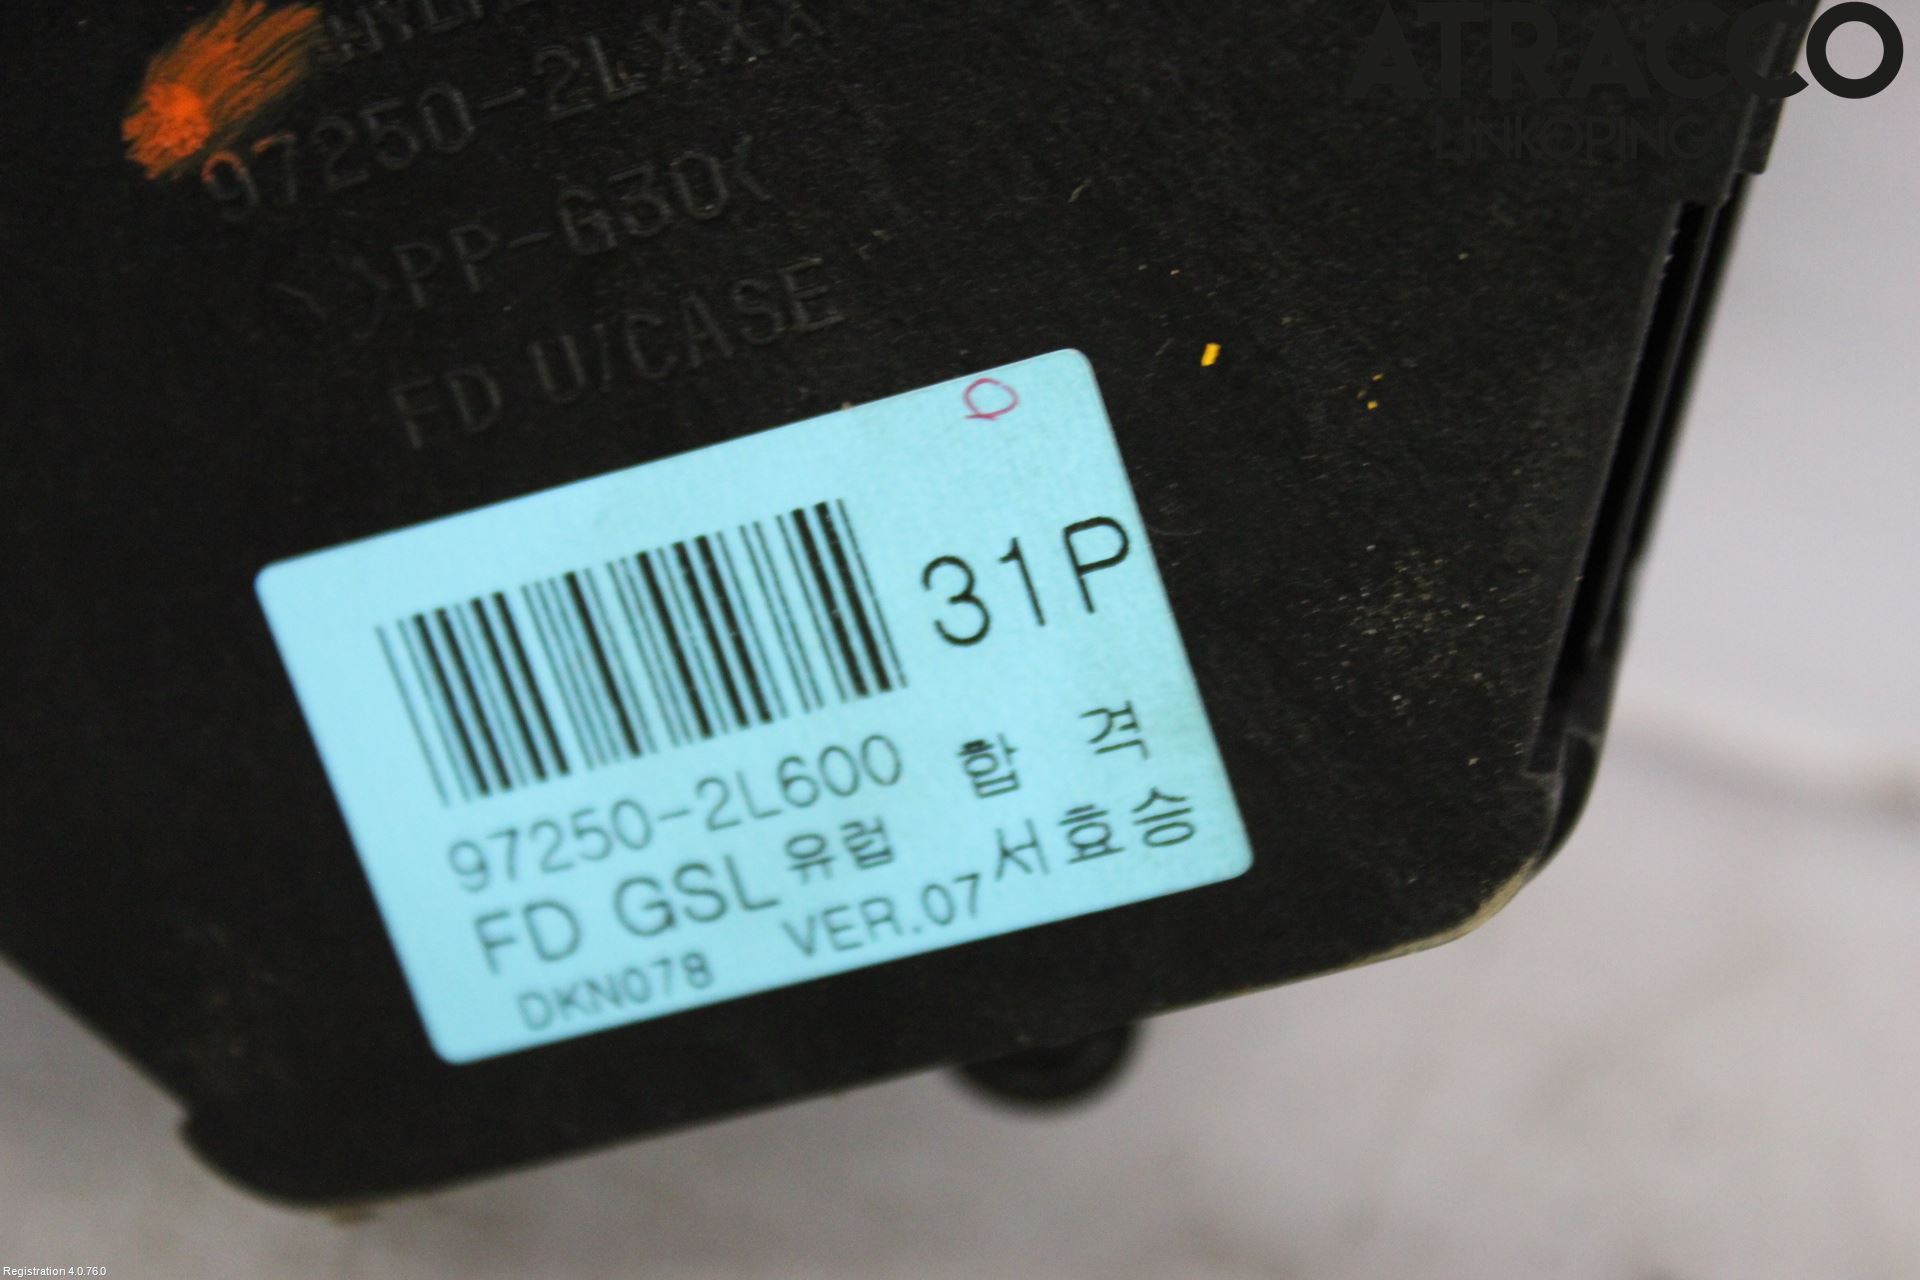 ATRACCO
LINKÖPING
97250-2LXXX
>PP-G30<
FD U/CASE
31P
97250-2L600 합 격
FD GSL 유럽 서효승
DKN078 VER.07
Registration 4.0.76.0